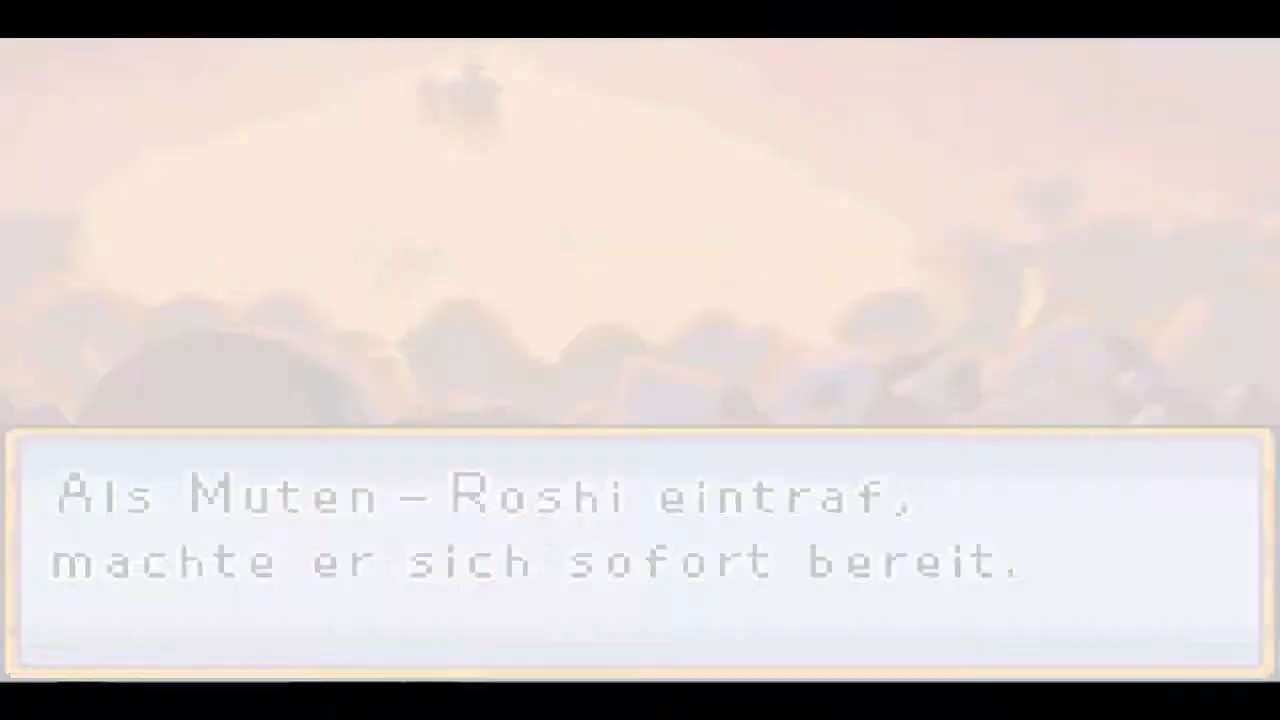 Als Muten-Roshi eintraf,
machte er sich sofort bereit.